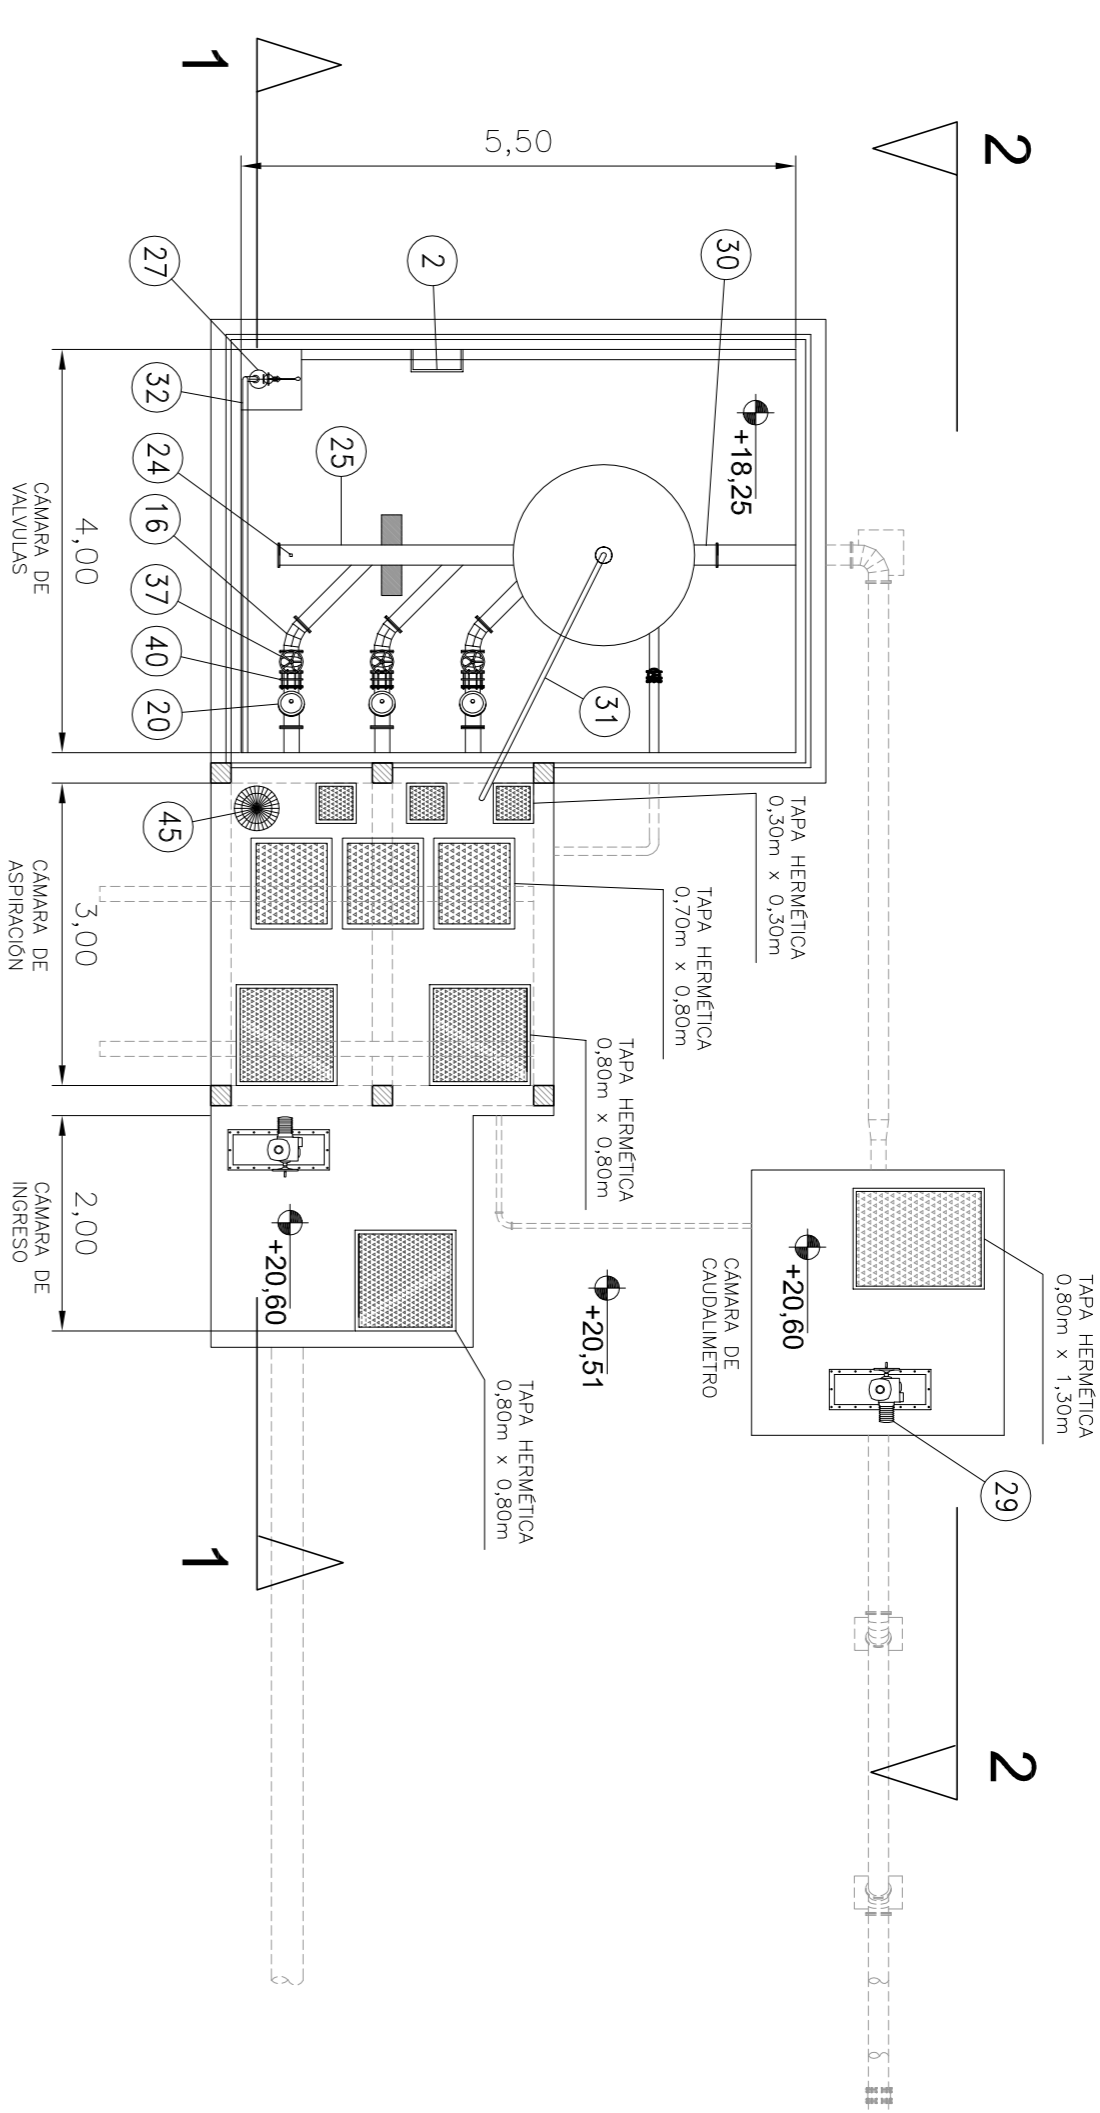 1
2
5,50
27
2
30
32
24
16
37
40
20
25
31
+18,25
4,00
CÁMARA DE
VALVULAS
45
3,00
CÁMARA DE
ASPIRACIÓN
TAPA HERMÉTICA
0,30m x 0,30m
TAPA HERMÉTICA
0,70m x 0,80m
TAPA HERMÉTICA
0,80m x 0,80m
2,00
CÁMARA DE
INGRESO
+20,60
+20,51
CÁMARA DE
CAUDALIMETRO
+20,60
TAPA HERMÉTICA
0,80m x 1,30m
TAPA HERMÉTICA
0,80m x 0,80m
29
1
2